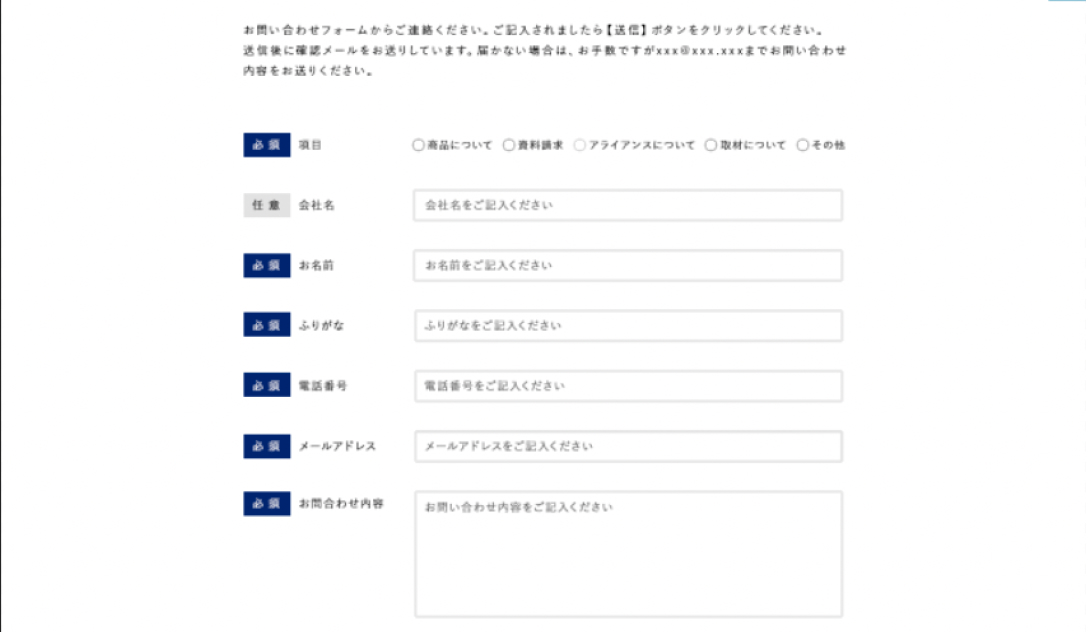 お問い合わせフォームからご連絡ください。ご記入されましたら【送信】ボタンをクリックしてください。
送信後に確認メールをお送りしています。届かない場合は、お手数ですがxxx@xxx.xxxまでお問い合わせ
内容をお送りください。
必須 項目 商品について 資料請求 アライアンスについて 取材について その他
任意 会社名 会社名をご記入ください
必須 お名前 お名前をご記入ください
必須 ふりがな ふりがなをご記入ください
必須 電話番号 電話番号をご記入ください
必須 メールアドレス メールアドレスをご記入ください
必須 お問合わせ内容 お問い合わせ内容をご記入ください